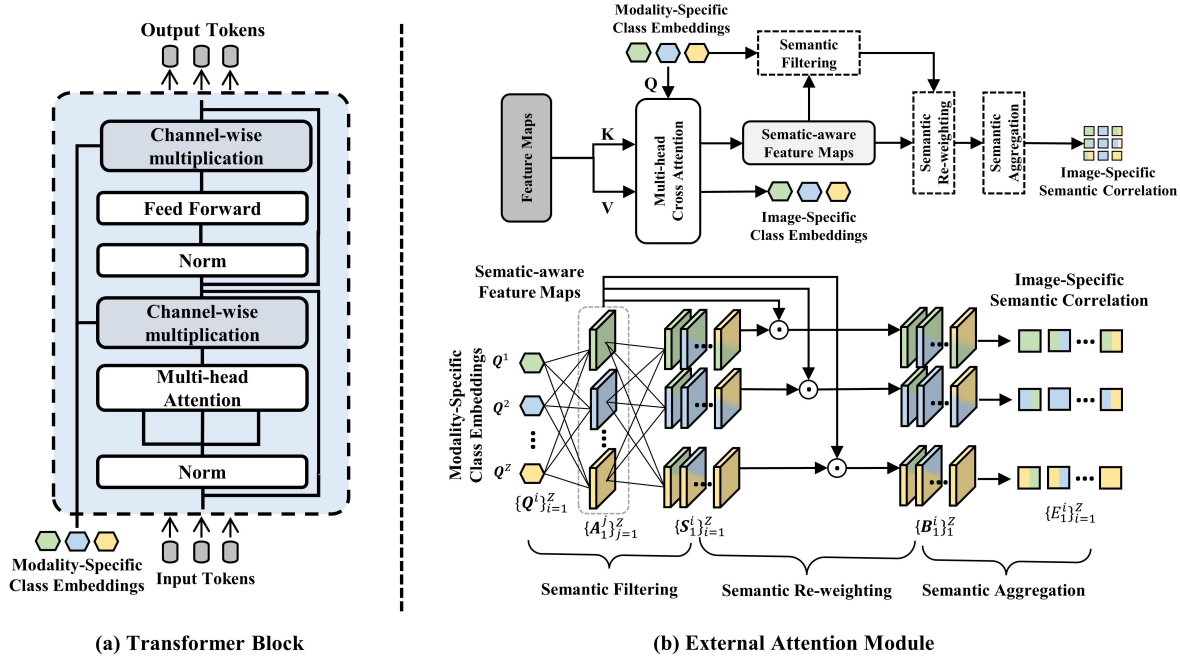 Output Tokens
Channel-wise
multiplication
Feed Forward
Norm
Channel-wise
multiplication
Multi-head
Attention
Norm
Modality-Specific
Class Embeddings
Input Tokens
(a) Transformer Block
Modality-Specific
Class Embeddings
Semantic
Filtering
Q
Feature Maps
K
V
Multi-head
Cross Attention
Sematic-aware
Feature Maps
Semantic
Re-weighting
Semantic
Aggregation
Image-Specific
Semantic Correlation
Image-Specific
Class Embeddings
Sematic-aware
Feature Maps
Image-Specific
Semantic Correlation
Modality-Specific
Class Embeddings
Q¹
Q²
Q^Z
{Q^i}_{i=1}^Z
{A_1^j}_{j=1}^Z
{S_1^i}_{i=1}^Z
{B_1^i}_1^Z
{E_1^i}_{i=1}^Z
Semantic Filtering
Semantic Re-weighting
Semantic Aggregation
(b) External Attention Module